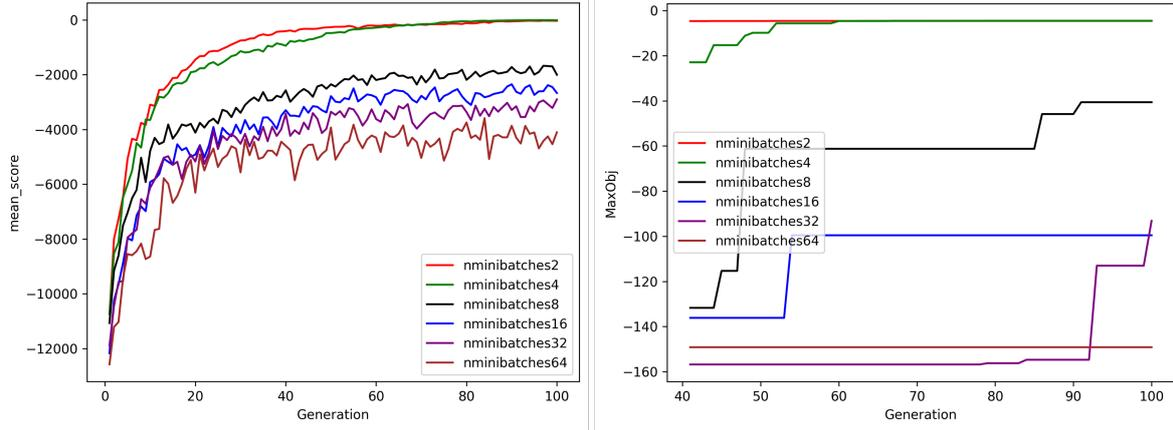 0
−2000
−4000
−6000
−8000
−10000
−12000
mean_score
0
20
40
60
80
100
Generation
nminibatches2
nminibatches4
nminibatches8
nminibatches16
nminibatches32
nminibatches64
0
−20
−40
−60
−80
−100
−120
−140
−160
MaxObj
40
50
60
70
80
90
100
Generation
nminibatches2
nminibatches4
nminibatches8
nminibatches16
nminibatches32
nminibatches64